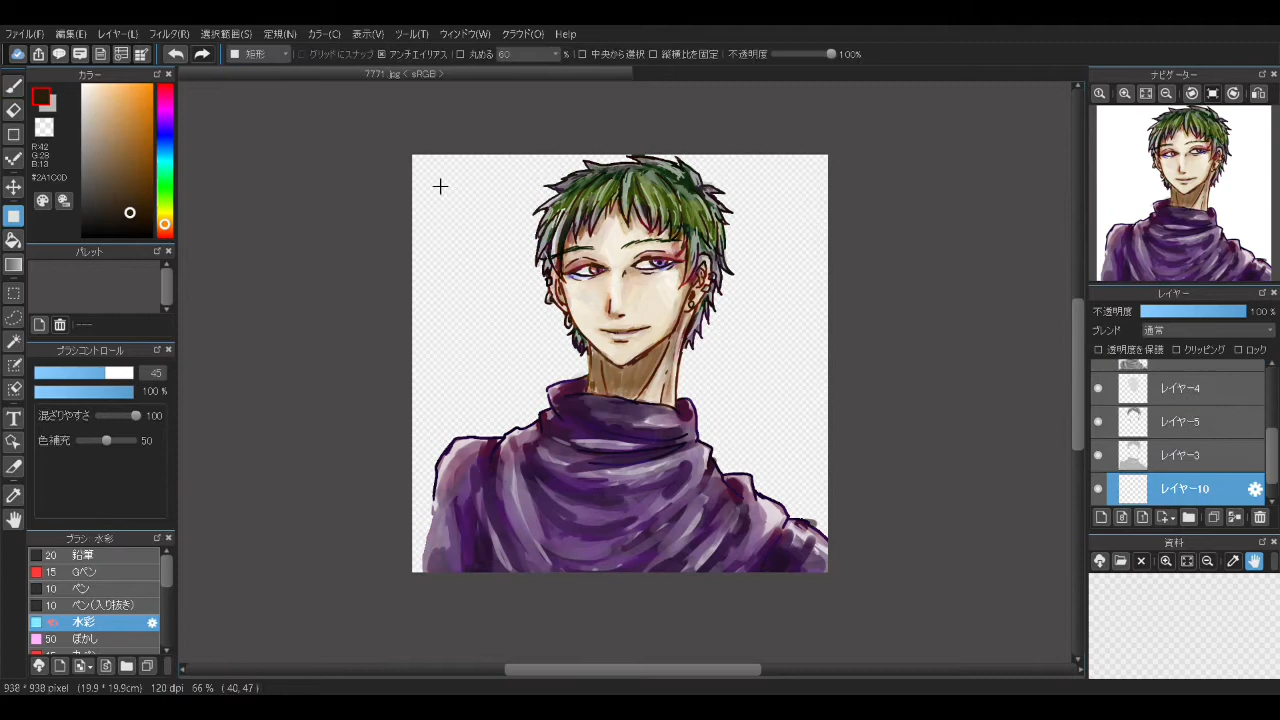 ファイル(F) 編集(E) レイヤー(L) フィルタ(R) 選択範囲(S) 定規(N) カラー(C) 表示(V) ツール(T) ウィンドウ(W) クラウド(O) Help
矩形 グリッドにスナップ アンチエイリアス 丸める 60 % 中央から選択 縦横比を固定 不透明度 100%
カラー
7771.jpg < sRGB >
ナビゲーター
R:42
G:28
B:13
#2A1C0D
パレット
----
レイヤー
不透明度 100 %
ブレンド 通常
透明度を保護 クリッピング ロック
レイヤー4
レイヤー5
レイヤー3
レイヤー10
ブラシコントロール
45
100 %
混ざりやすさ 100
色補充 50
ブラシ 水彩
20 鉛筆
15 Gペン
10 ペン
10 ペン(入り抜き)
水彩
50 ぼかし
資料
938 * 938 pixel (19.9 * 19.9cm) 120 dpi 66 % ( 40, 47 )